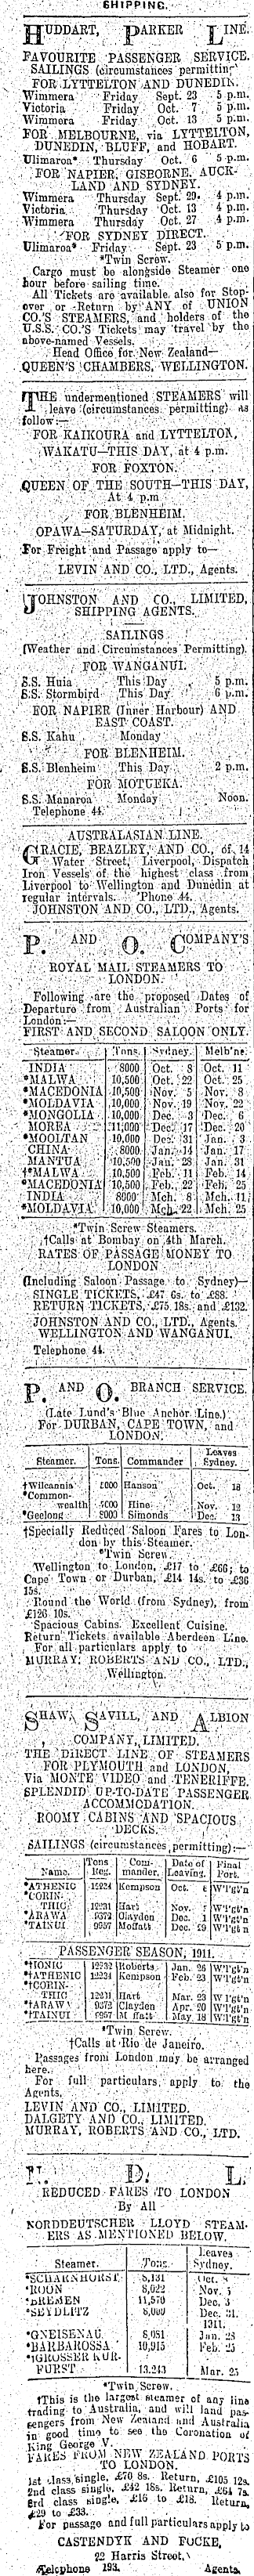 SHIPPING.
HUDDART, PARKER LINE.
FAVOURITE PASSENGER SERVICE.
SAILINGS (circumstances permitting)
FOR LYTTELTON AND DUNEDIN.
Wimmera Friday Sept. 23 5 p.m.
Victoria Friday Oct. 7 5 p.m.
Wimmera Friday Oct. 13 5 p.m.
FOR MELBOURNE, via LYTTELTON,
DUNEDIN, BLUFF, and HOBART.
Ulimaroa* Thursday Oct. 6 5 p.m.
FOR NAPIER, GISBORNE, AUCK-
LAND AND SYDNEY.
Wimmera Thursday Sept. 29. 4 p.m.
Victoria Thursday Oct. 13 4 p.m.
Wimmera Thursday Oct. 27 4 p.m.
FOR SYDNEY DIRECT.
Ulimaroa* Friday Sept. 23 5 p.m.
*Twin Screw.
Cargo must be alongside Steamer one
hour before sailing time.
All Tickets are available also for Stop-
over or Return by ANY of UNION
CO.'S STEAMERS, and holders of the
U.S.S. CO.'S Tickets may travel by the
above-named Vessels.
Head Office for New Zealand—
QUEEN'S CHAMBERS, WELLINGTON.
THE undermentioned STEAMERS will
leave (circumstances permitting) as
follow:—
FOR KAIKOURA and LYTTELTON,
WAKATU—THIS DAY, at 4 p.m.
FOR FOXTON.
QUEEN OF THE SOUTH—THIS DAY,
At 4 p.m
FOR BLENHEIM.
OPAWA—SATURDAY, at Midnight.
For Freight and Passage apply to—
LEVIN AND CO., LTD., Agents.
JOHNSTON AND CO., LIMITED,
SHIPPING AGENTS.
SAILINGS
(Weather and Circumstances Permitting).
FOR WANGANUI.
S.S. Huia This Day 5 p.m.
S.S. Stormbird This Day 6 p.m.
FOR NAPIER (Inner Harbour) AND
EAST COAST.
S.S. Kahu Monday
FOR BLENHEIM.
S.S. Blenheim This Day 2 p.m.
FOR MOTUEKA.
S.S. Manaroa Monday Noon.
Telephone 44.
AUSTRALASIAN LINE.
GRACIE, BEAZLEY, AND CO., of 14
Water Street, Liverpool, Dispatch
Iron Vessels of the highest class from
Liverpool to Wellington and Dunedin at
regular intervals. 'Phone 44.
JOHNSTON AND CO., LTD., Agents.
P. AND O. COMPANY'S
ROYAL MAIL STEAMERS TO
LONDON.
Following are the proposed Dates of
Departure from Australian Ports for
London:—
FIRST AND SECOND SALOON ONLY.
Steamer. Tons. Sydney. Melb'ne.
INDIA 8000 Oct. 8 Oct. 11
*MALWA 10,500 Oct. 22 Oct. 25
*MACEDONIA 10,500 Nov. 5 Nov. 8
*MOLDAVIA 10,000 Nov. 19 Nov. 22
*MONGOLIA 10,000 Dec. 3 Dec. 6
MOREA 11,000 Dec. 17 Dec. 20
*MOOLTAN 10,000 Dec. 31 Jan. 3
CHINA 8000 Jan. 14 Jan. 17
MANTUA 10,500 Jan. 28 Jan. 31
†*MALWA 10,500 Feb. 11 Feb. 14
*MACEDONIA 10,500 Feb. 22 Feb. 25
INDIA 8000 Mch. 8 Mch. 11
*MOLDAVIA 10,000 Mch. 22 Mch. 25
*Twin Screw Steamers.
†Calls at Bombay on 4th March.
RATES OF PASSAGE MONEY TO
LONDON
(Including Saloon Passage to Sydney)—
SINGLE TICKETS, £47 6s. to £88.
RETURN TICKETS, £75 18s. and £132.
JOHNSTON AND CO., LTD., Agents.
WELLINGTON AND WANGANUI.
Telephone 44.
P. AND O. BRANCH SERVICE.
(Late Lund's Blue Anchor Line.)
For DURBAN, CAPE TOWN, and
LONDON.
Steamer. Tons. Commander Leaves Sydney.
†Wilcannia 5000 Hanson Oct. 18
*Common-
wealth 7000 Hine Nov. 12
*Geelong 8000 Simonds Dec. 13
†Specially Reduced Saloon Fares to Lon-
don by this Steamer.
*Twin Screw
Wellington to London, £17 to £66; to
Cape Town or Durban, £14 14s. to £36
15s.
Round the World (from Sydney), from
£126 10s.
Spacious Cabins. Excellent Cuisine.
Return Tickets available Aberdeen Line.
For all particulars apply to
MURRAY, ROBERTS AND CO., LTD.,
Wellington.
SHAW, SAVILL, AND ALBION
COMPANY, LIMITED.
THE DIRECT LINE OF STEAMERS
FOR PLYMOUTH and LONDON,
Via MONTE VIDEO and TENERIFFE.
SPLENDID UP-TO-DATE PASSENGER
ACCOMMODATION.
ROOMY CABINS AND SPACIOUS
DECKS.
SAILINGS (circumstances permitting):—
Name. Tons Reg. Com-mander. Date of Leaving. Final Port.
*ATHENIC 12234 Kempson Oct. W'l'gt'n
*CORIN-
THIC 12231 Hart Nov. W'l'gt'n
*ARAWA 9372 Clayden Dec. 1 W'l'gt'n
*TAINUI 9957 Moffatt Dec. 29 W'l'gt'n
PASSENGER SEASON, 1911.
*†IONIC 12232 Roberts Jan. 26 W'l'gt'n
*†ATHENIC 12234 Kempson Feb. 23 W'l'gt'n
*†CORIN-
THIC 12231 Hart Mar. 23 W'l'gt'n
*†ARAWA 9372 Clayden Apr. 20 W'l'gt'n
*†TAINUI 9957 Moffatt May 18 W'l'gt'n
*Twin Screw.
†Calls at Rio de Janeiro.
Passages from London may be arranged
here.
For full particulars, apply to the
Agents,
LEVIN AND CO., LIMITED.
DALGETY AND CO., LIMITED.
MURRAY, ROBERTS AND CO., LTD.
N. D. L.
REDUCED FARES TO LONDON
By All
NORDDEUTSCHER LLOYD STEAM-
ERS AS MENTIONED BELOW.
Steamer. Tons. Leaves Sydney.
*SCHARNHORST 8,131 Oct. 8
*ROON 8,022 Nov. 5
*BREMEN 11,570 Dec. 3
*SEYDLITZ 8,000 Dec. 31.
1911.
*GNEISENAU 8,081 Jan. 28
*BARBAROSSA 10,915 Feb. 25
*†GROSSER KUR-
FURST 13,243 Mar. 25
*Twin Screw.
†This is the largest steamer of any line
trading to Australia, and will land pas-
sengers from New Zealand and Australia
in good time to see the Coronation of
King George V.
FARES FROM NEW ZEALAND PORTS
TO LONDON.
1st class, single, £70 8s. Return, £105 12s.
2nd class single, £42 18s. Return, £64 7s.
3rd class single, £16 to £18. Return,
£29 to £33.
For passage and full particulars apply to
CASTENDYK AND FOCKE,
22 Harris Street,
Telephone 193. Agents.